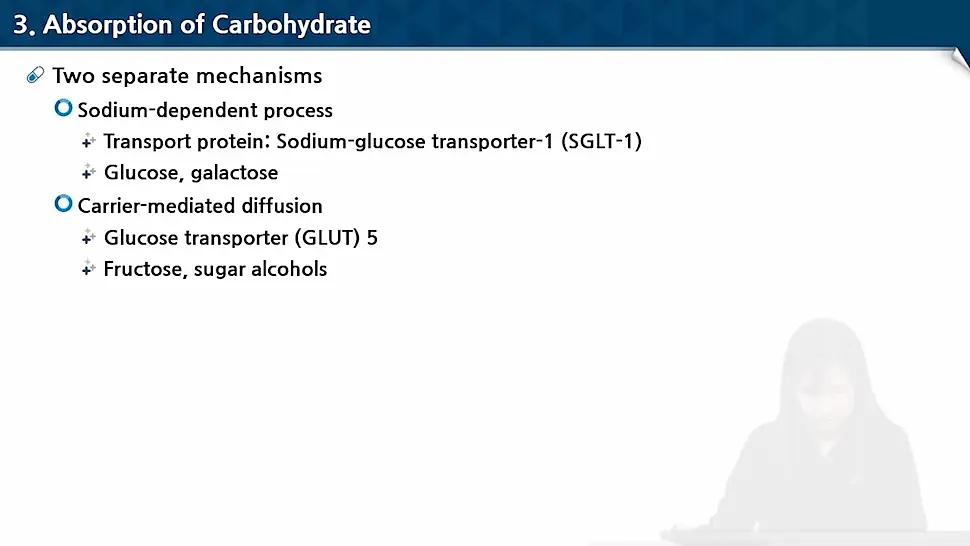 3. Absorption of Carbohydrate
Two separate mechanisms
Sodium-dependent process
Transport protein: Sodium-glucose transporter-1 (SGLT-1)
Glucose, galactose
Carrier-mediated diffusion
Glucose transporter (GLUT) 5
Fructose, sugar alcohols